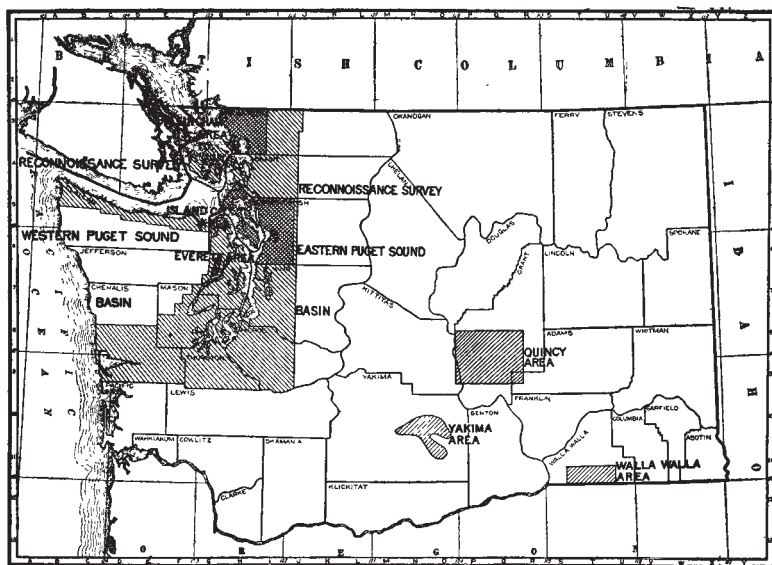 B T I S H C O L U M B I A
AREA
OKANOGAN
FERRY
STEVENS
RECONNOISSANCE SURVEY
CHELAN
RECONNOISSANCE SURVEY
ISLAND
DOUGLAS
SPOKANE
WESTERN PUGET SOUND
GRANT
LINCOLN
EASTERN PUGET SOUND
JEFFERSON
CHEHALIS
MASON
KITTITAS
BASIN
BASIN
ADAMS
WHITMAN
QUINCY
AREA
PACIFIC
YAKIMA
LEWIS
FRANKLIN
BENTON
COLUMBIA
GARFIELD
ASOTIN
YAKIMA
AREA
WAHKIAKUM
COWLITZ
SKAMANIA
WALLA WALLA
WALLA WALLA
AREA
CLARKE
KLICKITAT
I D A H O
O R E G O N